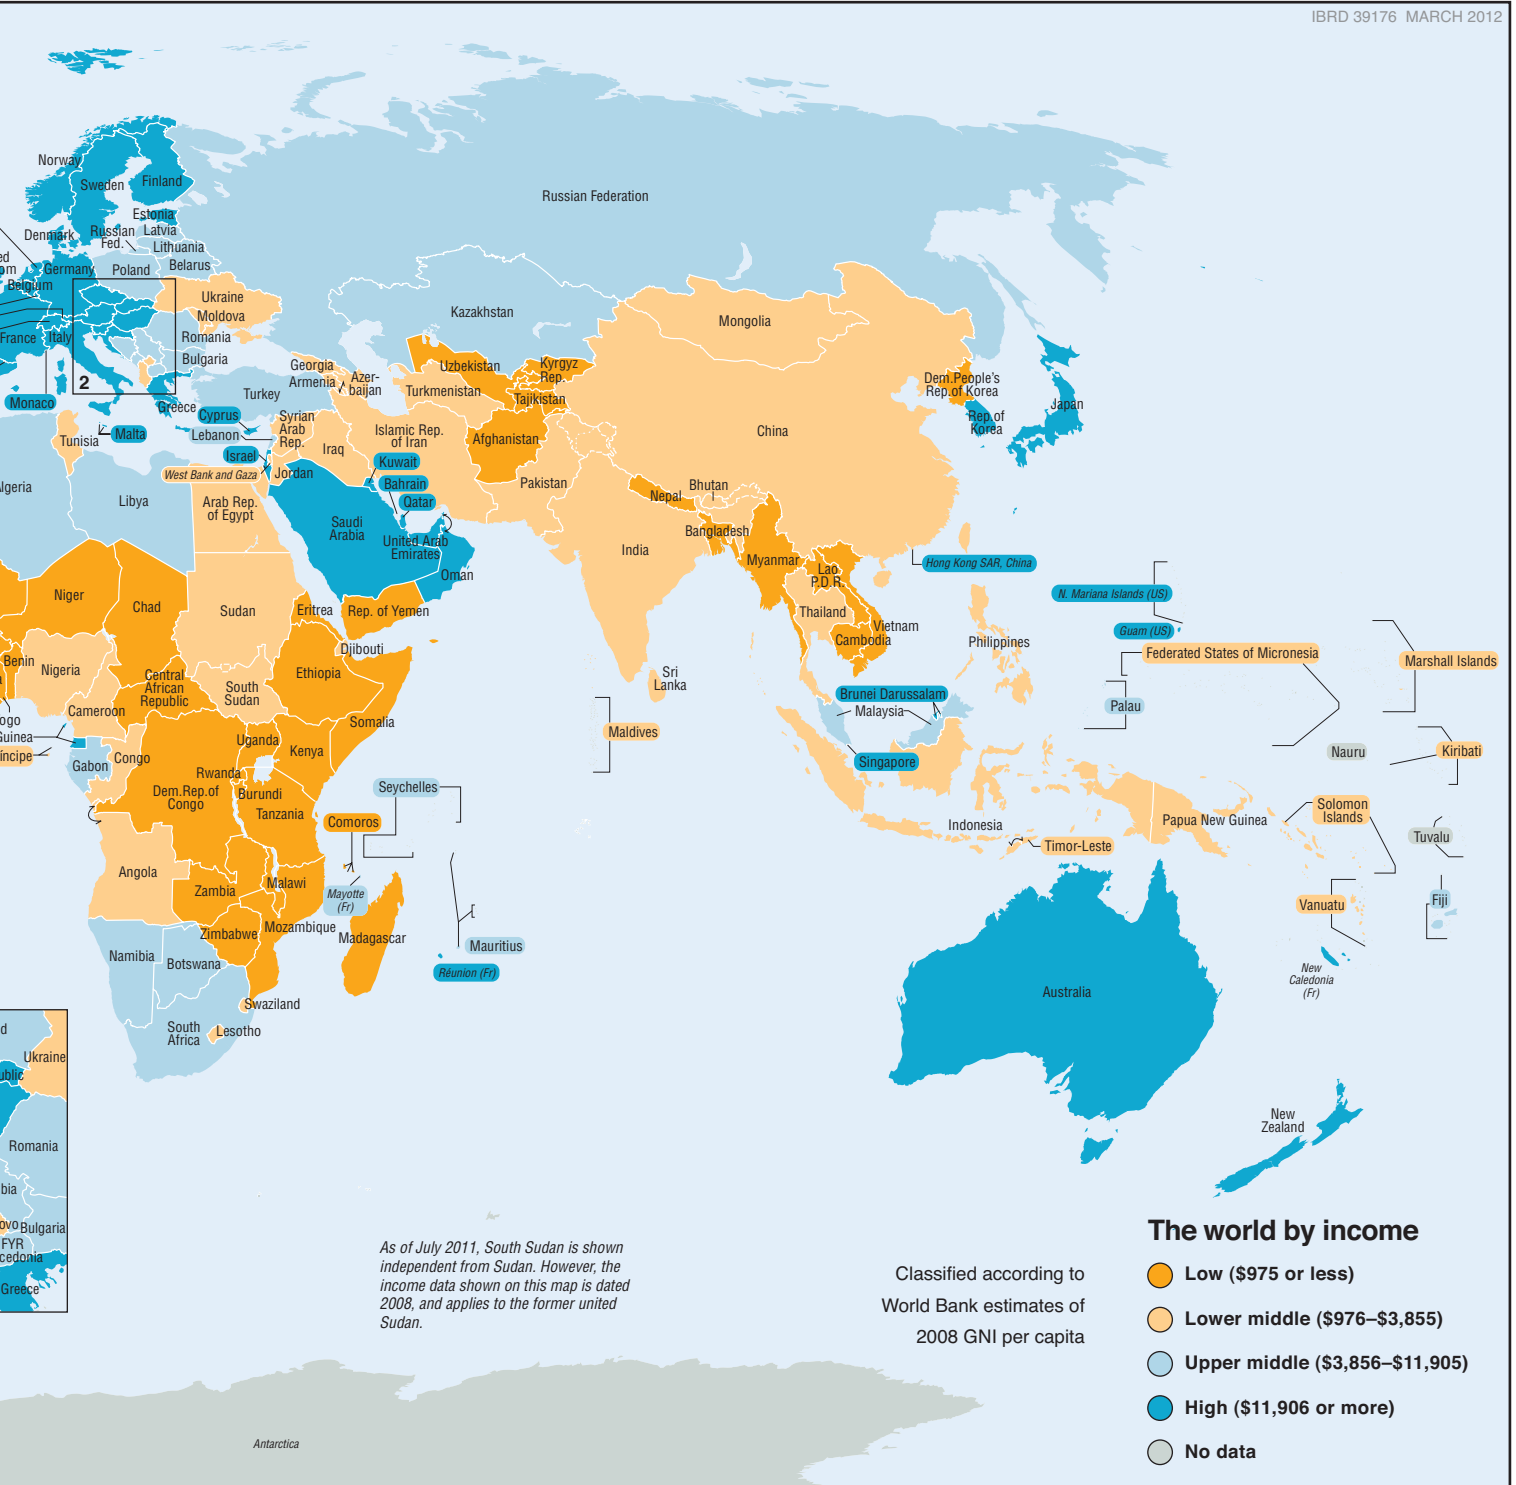 IBRD 39176 MARCH 2012
Norway
Sweden
Finland
Russian Federation
Estonia
Russian
Fed.
Latvia
Denmark
Lithuania
Belarus
Poland
Germany
Belgium
Ukraine
Moldova
Kazakhstan
Mongolia
France
Italy
Romania
Bulgaria
2
Georgia
Armenia
Azer-
baijan
Uzbekistan
Kyrgyz
Rep.
Turkmenistan
Tajikistan
Dem.People's
Rep.of Korea
Japan
Rep.of
Korea
Monaco
Greece
Turkey
Cyprus
Syrian
Arab
Rep.
Tunisia
Malta
Lebanon
Islamic Rep.
of Iran
Afghanistan
China
Iraq
Israel
Kuwait
West Bank and Gaza
Jordan
Bahrain
Pakistan
Nepal
Bhutan
lgeria
Libya
Arab Rep.
of Egypt
Qatar
Saudi
Arabia
United Arab
Emirates
Bangladesh
India
Myanmar
Lao
P.D.R.
Hong Kong SAR, China
Oman
Niger
Chad
Sudan
Eritrea
Rep. of Yemen
Thailand
Vietnam
Cambodia
Philippines
N. Mariana Islands (US)
Guam (US)
Federated States of Micronesia
Marshall Islands
Benin
Nigeria
Central
African
Republic
South
Sudan
Ethiopia
Djibouti
Sri
Lanka
Brunei Darussalam
Malaysia
Palau
ogo
Guinea
Cameroon
Somalia
Maldives
Nauru
Kiribati
íncipe
Gabon
Congo
Uganda
Kenya
Singapore
Rwanda
Burundi
Dem.Rep.of
Congo
Tanzania
Seychelles
Comoros
Indonesia
Papua New Guinea
Solomon
Islands
Tuvalu
Timor-Leste
Angola
Zambia
Malawi
Mayotte
(Fr)
Vanuatu
Fiji
Zimbabwe
Mozambique
Madagascar
Mauritius
Namibia
Botswana
Réunion (Fr)
New
Caledonia
(Fr)
Australia
Swaziland
South
Africa
Lesotho
d
Ukraine
ublic
Romania
bia
ovo
Bulgaria
FYR
cedonia
Greece
New
Zealand
As of July 2011, South Sudan is shown
independent from Sudan. However, the
income data shown on this map is dated
2008, and applies to the former united
Sudan.
Classified according to
World Bank estimates of
2008 GNI per capita
The world by income
Low ($975 or less)
Lower middle ($976–$3,855)
Upper middle ($3,856–$11,905)
High ($11,906 or more)
No data
Antarctica